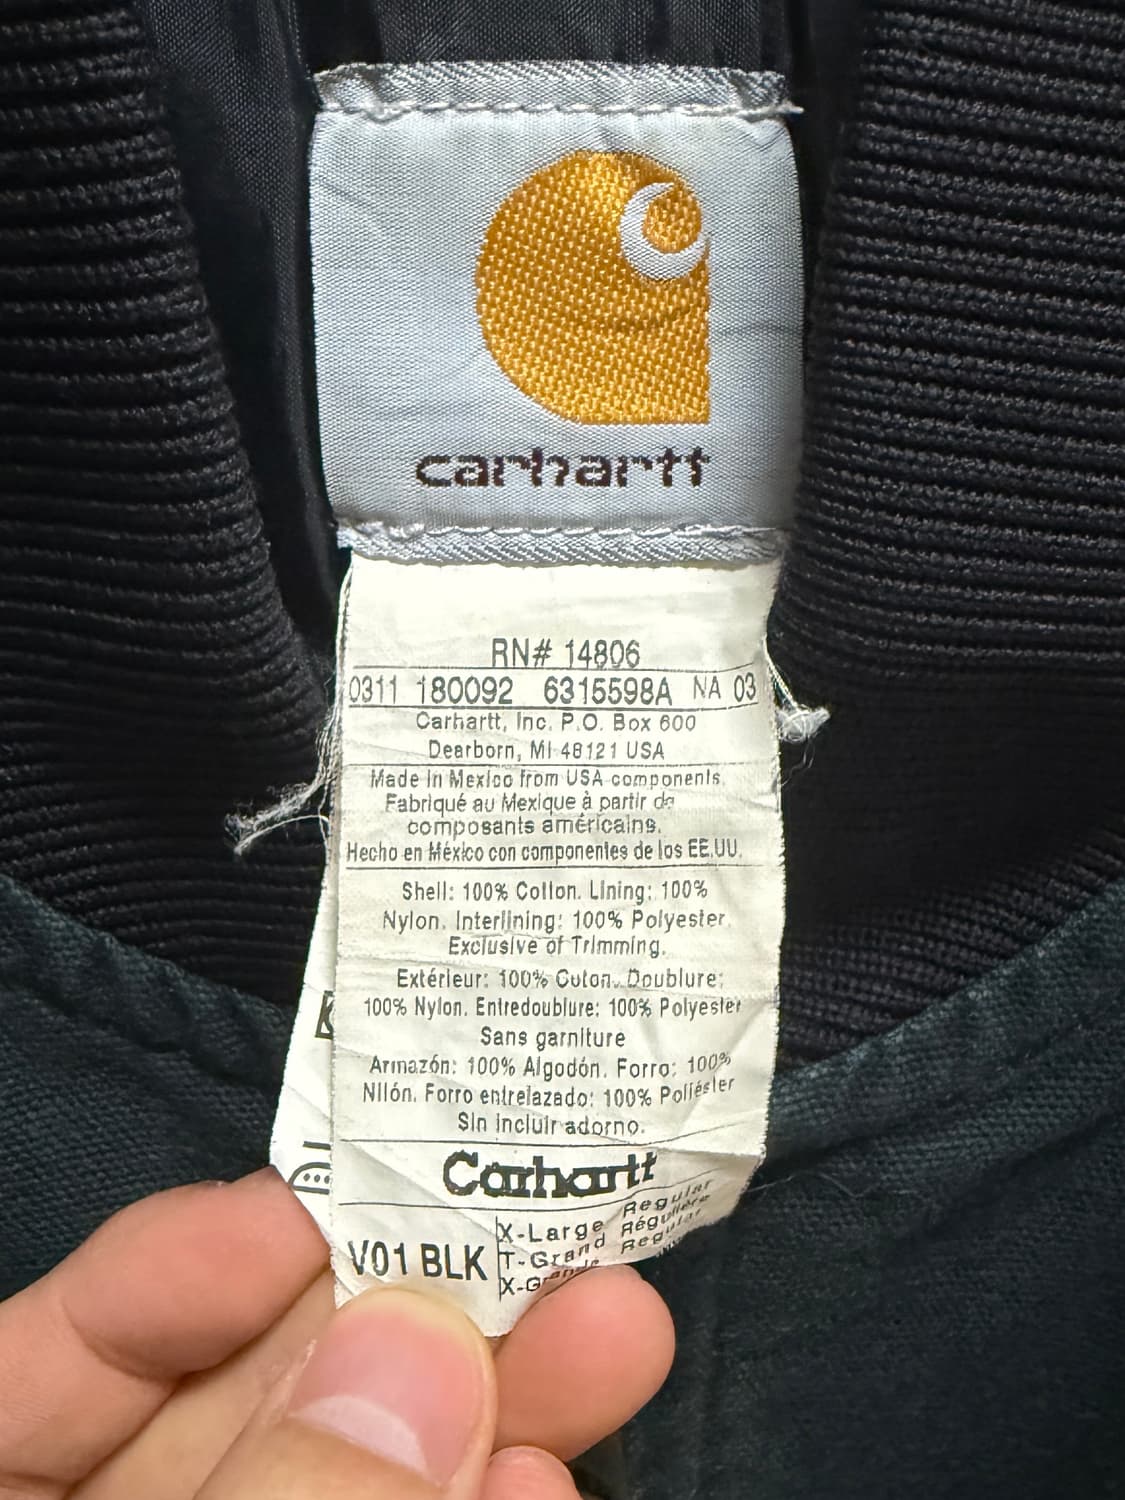 carhartt
RN# 14806
0311 180092 6315598A NA 03
Carhartt, Inc. P.O. Box 600
Dearborn, MI 48121 USA
Made in Mexico from USA components.
Fabriqué au Mexique à partir de
composants américains.
Hecho en México con componentes de los EE.UU.
Shell: 100% Cotton. Lining: 100%
Nylon. Interlining: 100% Polyester.
Exclusive of Trimming.
Extérieur: 100% Coton. Doublure:
100% Nylon. Entredoublure: 100% Polyester
Sans garniture
Armazón: 100% Algodón. Forro: 100%
Nilón. Forro entrelazado: 100% Poliéster
Sin incluir adorno.
Carhartt
V01 BLK
X-Large Regular
T-Grand Régulière
X-Grande Regular